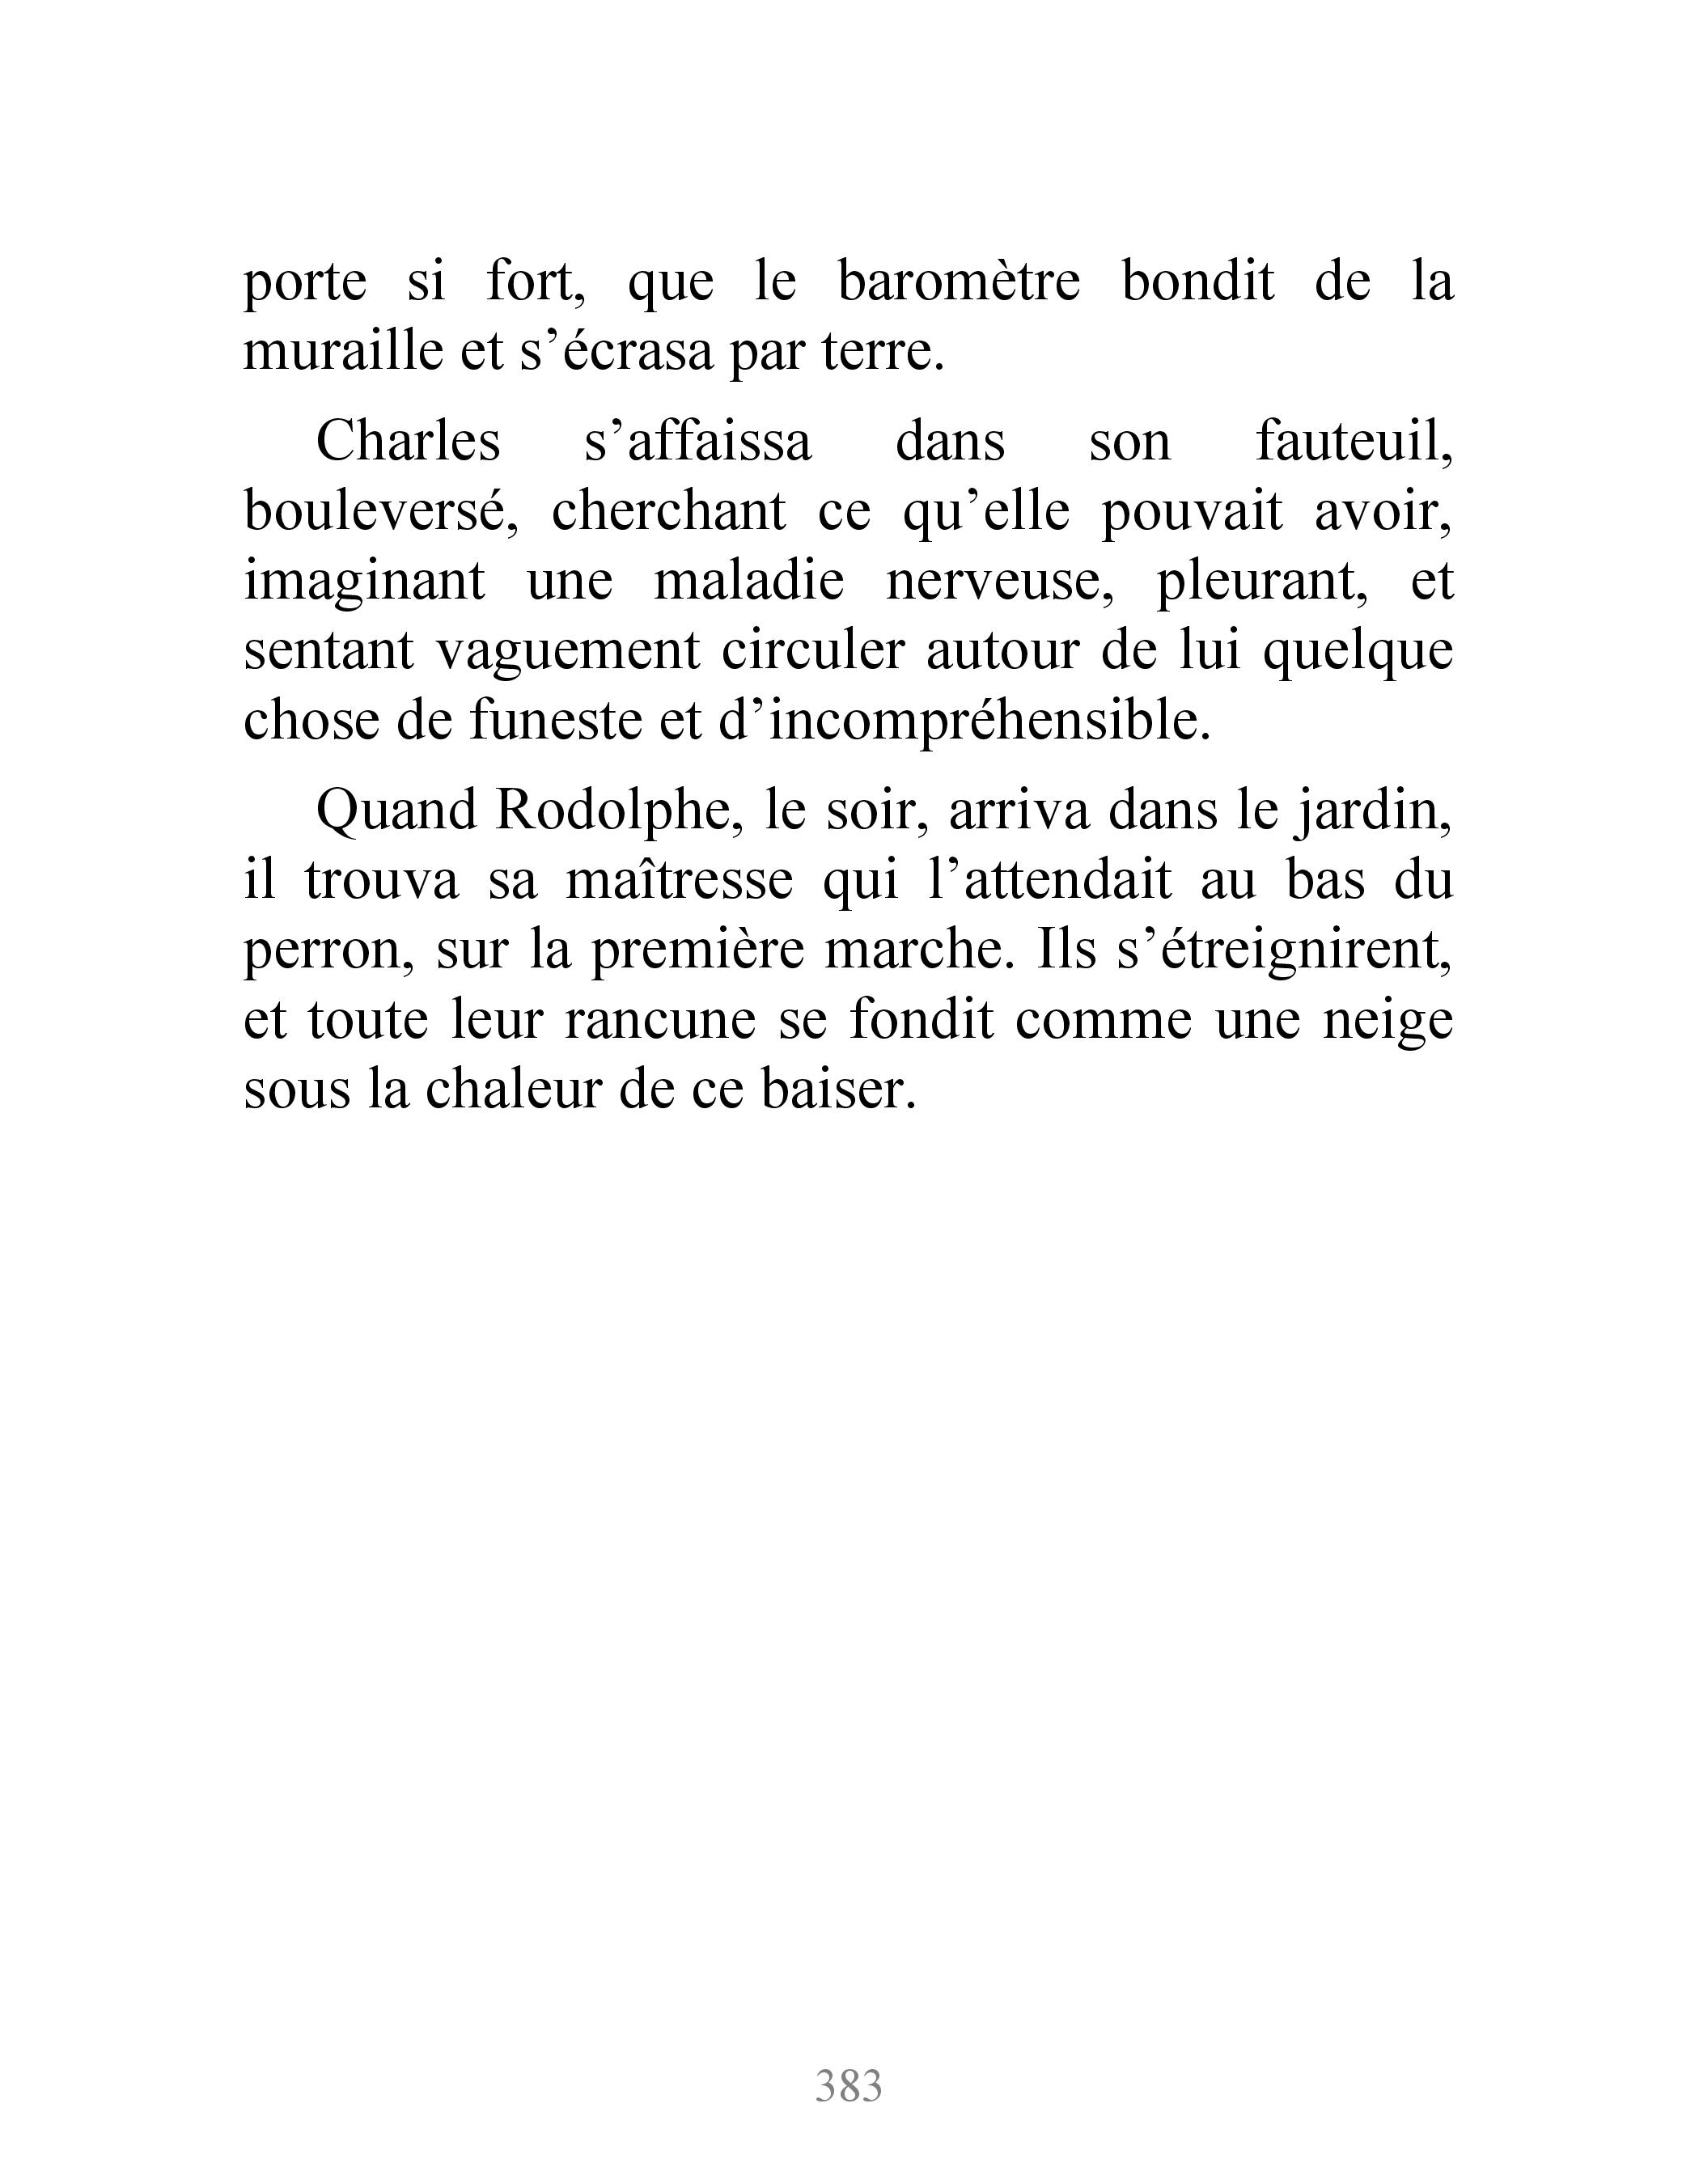 porte si fort, que le baromètre bondit de la
muraille et s’écrasa par terre.
Charles s’affaissa dans son fauteuil,
bouleversé, cherchant ce qu’elle pouvait avoir,
imaginant une maladie nerveuse, pleurant, et
sentant vaguement circuler autour de lui quelque
chose de funeste et d’incompréhensible.
Quand Rodolphe, le soir, arriva dans le jardin,
il trouva sa maîtresse qui l’attendait au bas du
perron, sur la première marche. Ils s’étreignirent,
et toute leur rancune se fondit comme une neige
sous la chaleur de ce baiser.
383